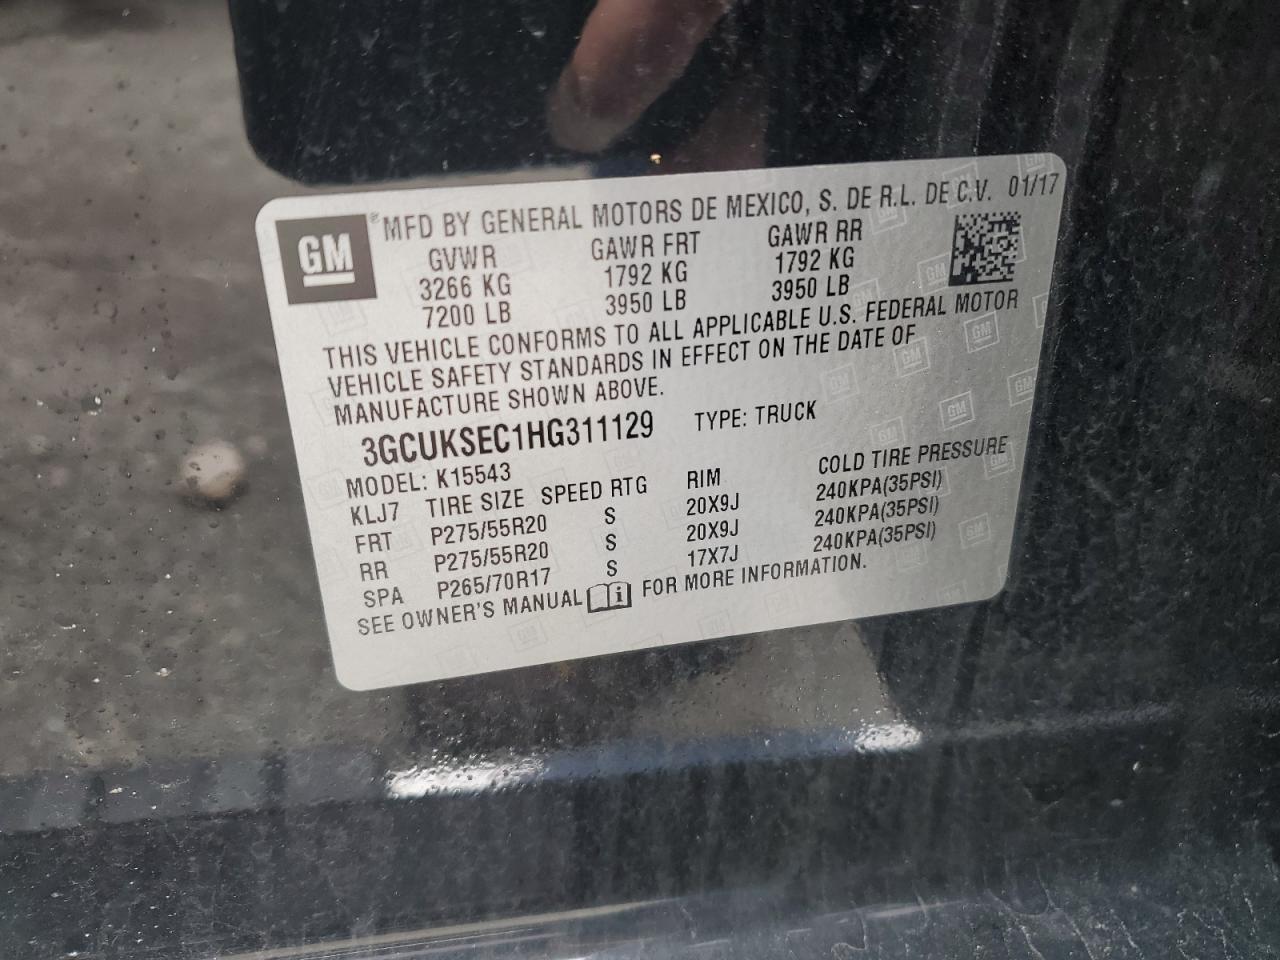 GM
® MFD BY GENERAL MOTORS DE MEXICO, S. DE R.L. DE C.V. 01/17
GVWR GAWR FRT GAWR RR
3266 KG 1792 KG 1792 KG
7200 LB 3950 LB 3950 LB
THIS VEHICLE CONFORMS TO ALL APPLICABLE U.S. FEDERAL MOTOR
VEHICLE SAFETY STANDARDS IN EFFECT ON THE DATE OF
MANUFACTURE SHOWN ABOVE.
3GCUKSEC1HG311129 TYPE: TRUCK
MODEL: K15543
KLJ7 TIRE SIZE SPEED RTG RIM COLD TIRE PRESSURE
FRT P275/55R20 S 20X9J 240KPA(35PSI)
RR P275/55R20 S 20X9J 240KPA(35PSI)
SPA P265/70R17 S 17X7J 240KPA(35PSI)
SEE OWNER'S MANUAL i FOR MORE INFORMATION.